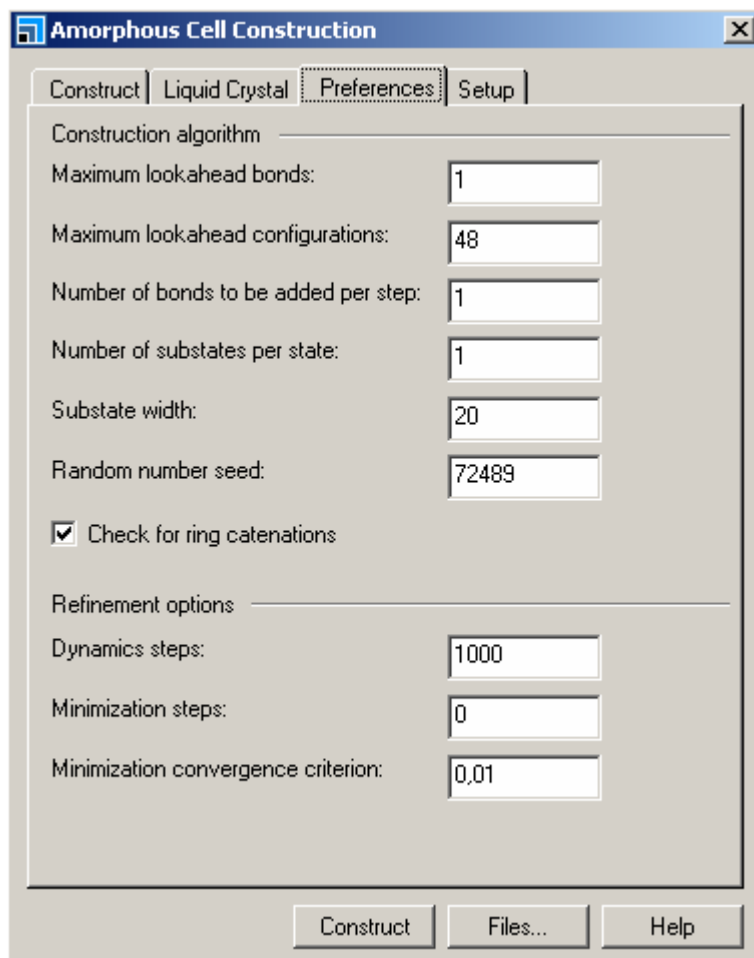 Amorphous Cell Construction
Construct Liquid Crystal Preferences Setup
Construction algorithm
Maximum lookahead bonds: 1
Maximum lookahead configurations: 48
Number of bonds to be added per step: 1
Number of substates per state: 1
Substate width: 20
Random number seed: 72489
Check for ring catenations
Refinement options
Dynamics steps: 1000
Minimization steps: 0
Minimization convergence criterion: 0,01
Construct Files... Help